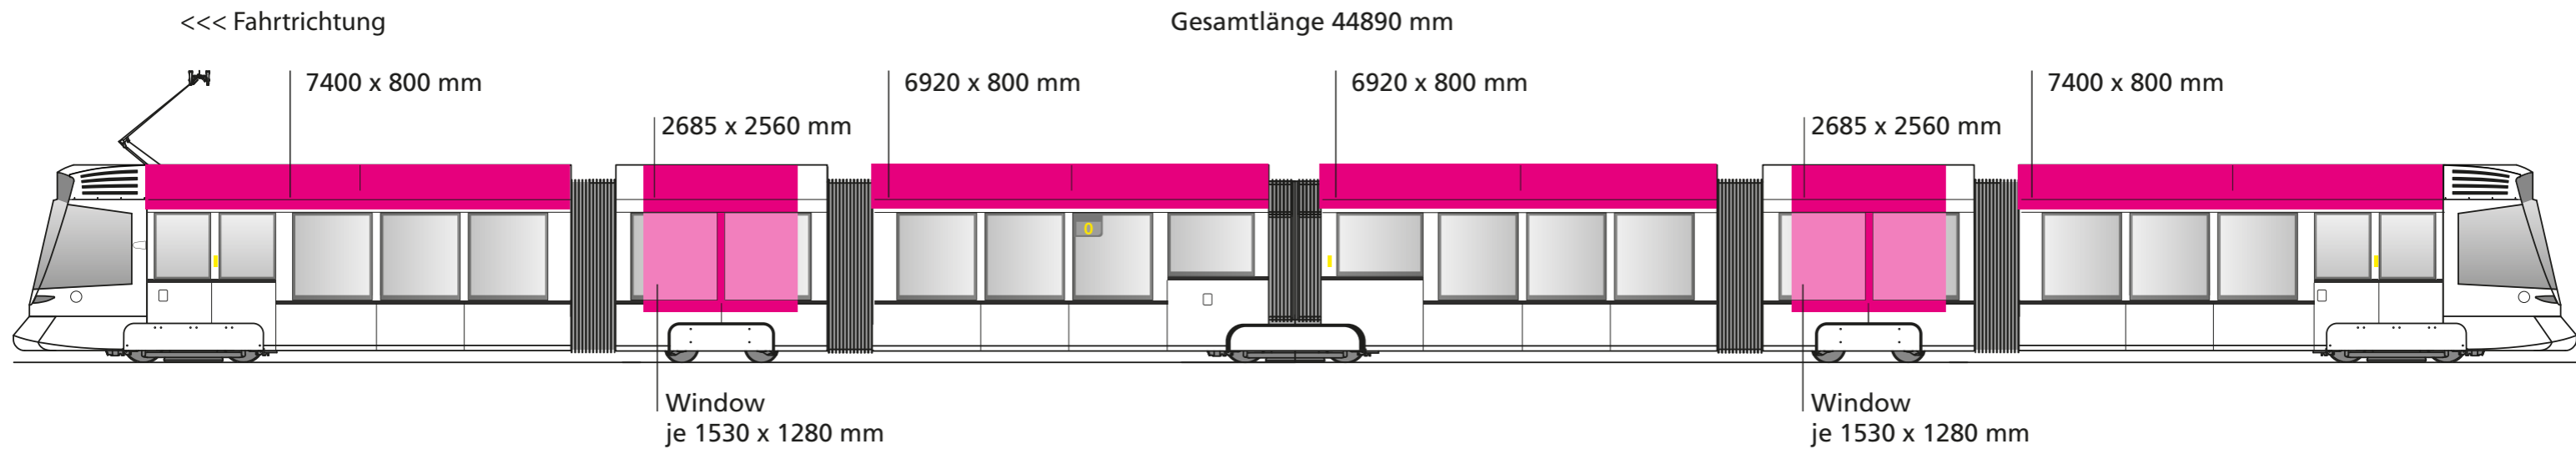 <<< Fahrtrichtung
Gesamtlänge 44890 mm
7400 x 800 mm
6920 x 800 mm
6920 x 800 mm
7400 x 800 mm
2685 x 2560 mm
2685 x 2560 mm
0
Window
je 1530 x 1280 mm
Window
je 1530 x 1280 mm